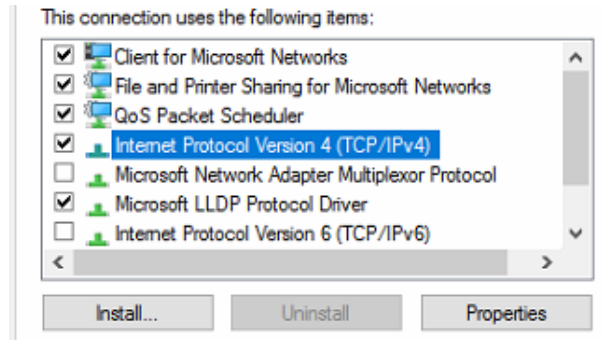 This connection uses the following items:
Client for Microsoft Networks
File and Printer Sharing for Microsoft Networks
QoS Packet Scheduler
Internet Protocol Version 4 (TCP/IPv4)
Microsoft Network Adapter Multiplexor Protocol
Microsoft LLDP Protocol Driver
Internet Protocol Version 6 (TCP/IPv6)
Install... Uninstall Properties